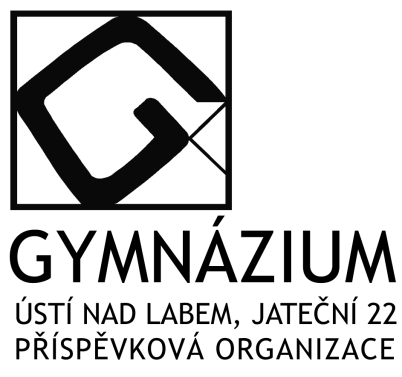 GYMNÁZIUM
ÚSTÍ NAD LABEM, JATEČNÍ 22
PŘÍSPĚVKOVÁ ORGANIZACE